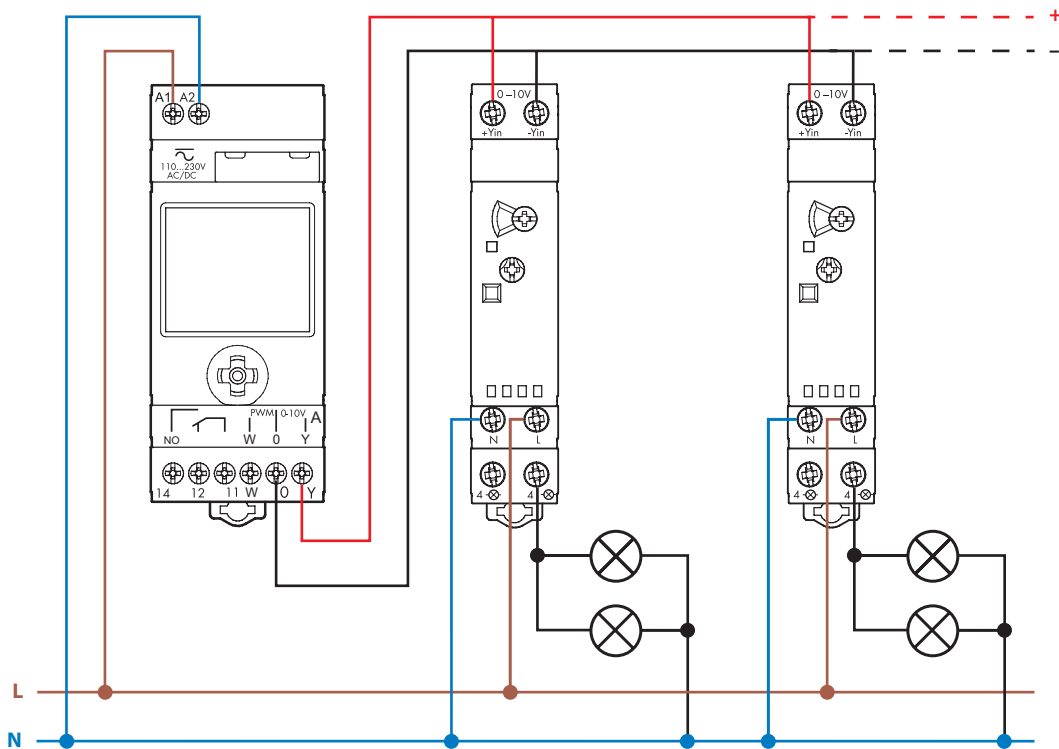 +
−
A1 A2
0 –10V
0 –10V
+Yin -Yin
+Yin -Yin
110...230V
AC/DC
PWM 0-10V A
NO W 0 Y
N L
N L
14 12 11 W 0 Y
4 4
4 4
L
N